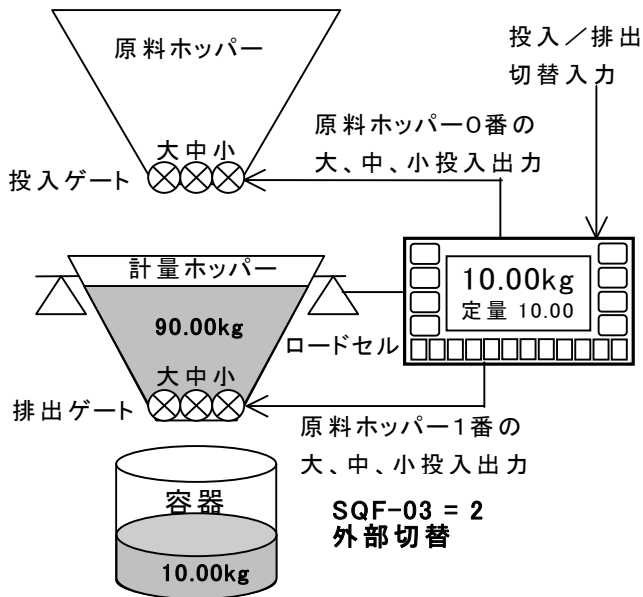 原料ホッパー
投入／排出
切替入力
原料ホッパー0番の
大、中、小投入出力
大中小
投入ゲート
計量ホッパー
10.00kg
定量 10.00
90.00kg
ロードセル
大中小
排出ゲート
原料ホッパー1番の
大、中、小投入出力
容器
SQF-03 = 2
外部切替
10.00kg